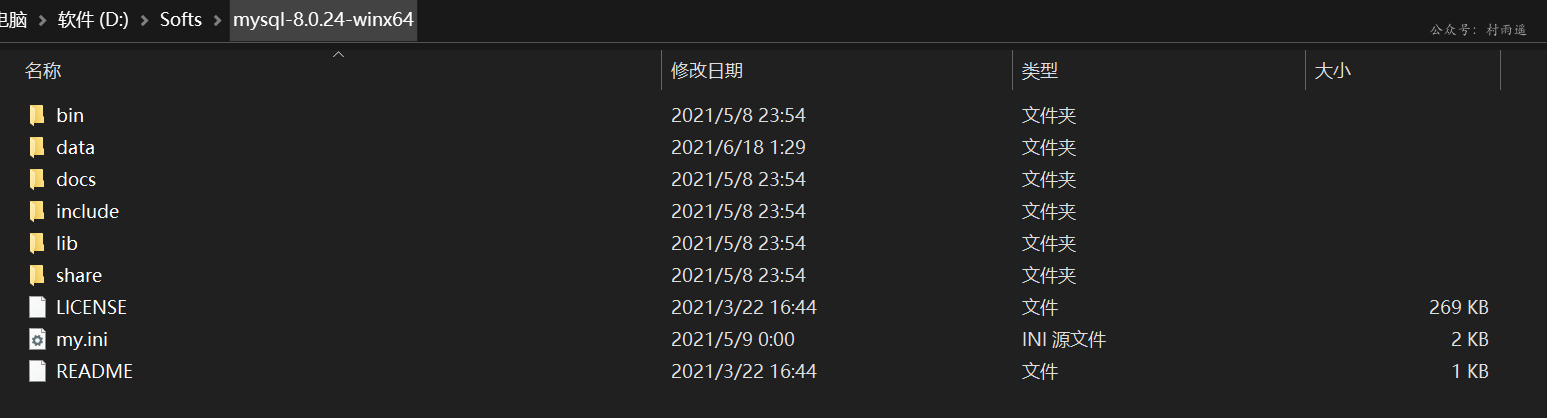 电脑 软件 (D:) Softs mysql-8.0.24-winx64
公众号: 村雨遥
名称 修改日期 类型 大小
bin 2021/5/8 23:54 文件夹
data 2021/6/18 1:29 文件夹
docs 2021/5/8 23:54 文件夹
include 2021/5/8 23:54 文件夹
lib 2021/5/8 23:54 文件夹
share 2021/5/8 23:54 文件夹
LICENSE 2021/3/22 16:44 文件 269 KB
my.ini 2021/5/9 0:00 INI 源文件 2 KB
README 2021/3/22 16:44 文件 1 KB